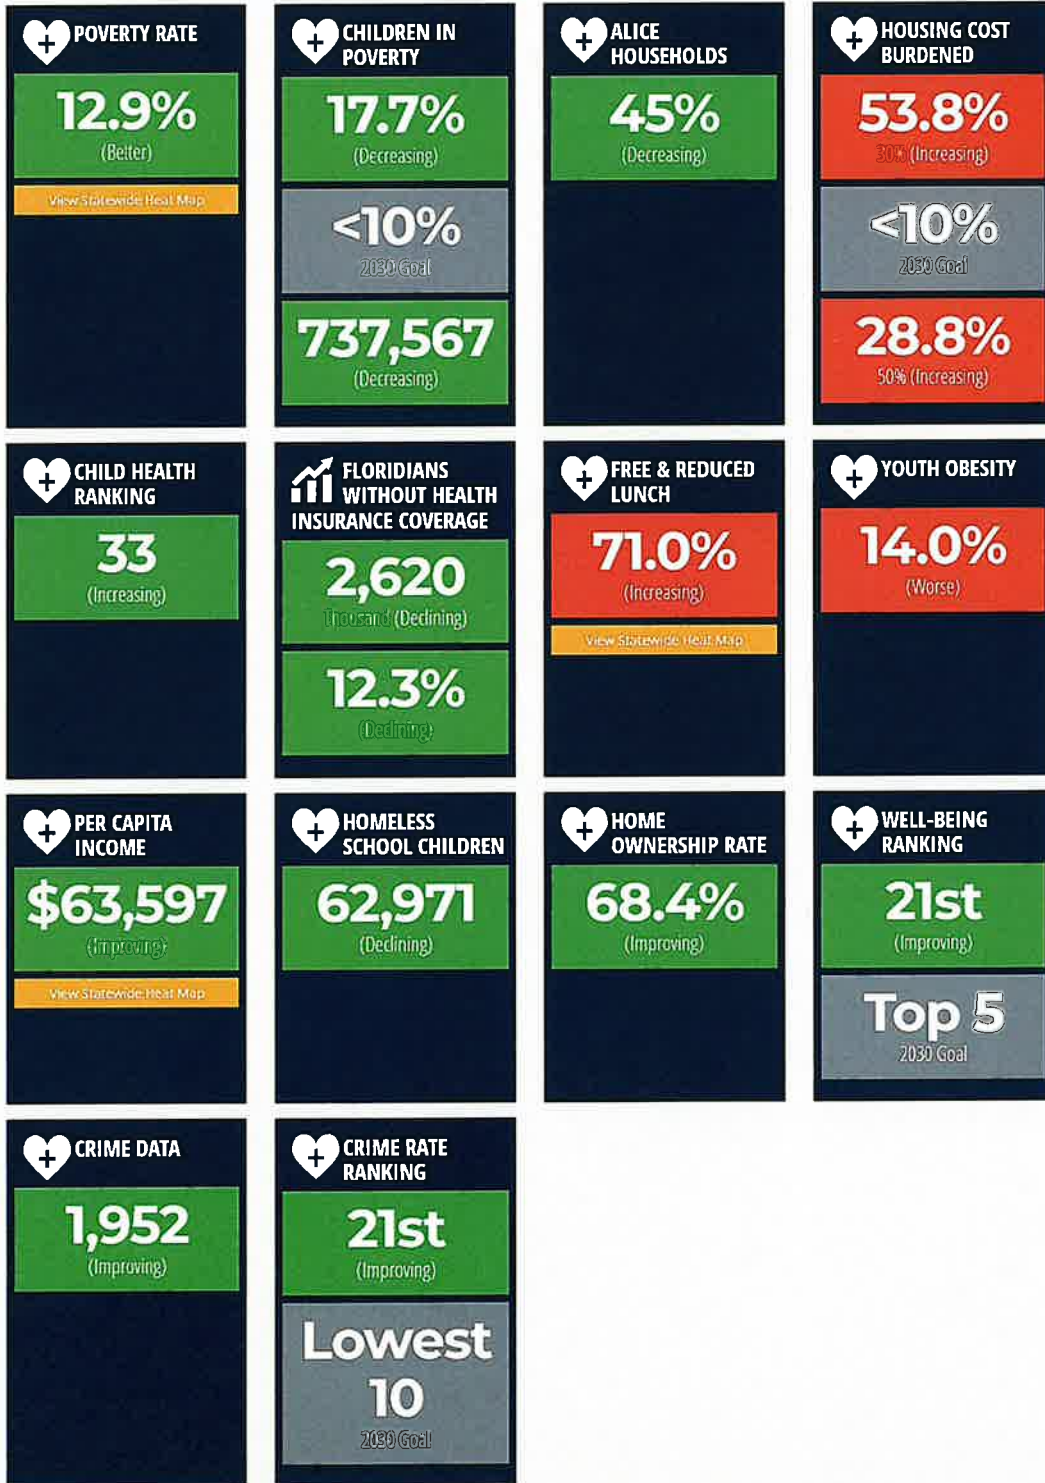 POVERTY RATE
12.9%
(Better)
View Statewide Heat Map
CHILDREN IN
POVERTY
17.7%
(Decreasing)
<10%
2030 Goal
737,567
(Decreasing)
ALICE
HOUSEHOLDS
45%
(Decreasing)
HOUSING COST
BURDENED
53.8%
30% (Increasing)
<10%
2030 Goal
28.8%
50% (Increasing)
CHILD HEALTH
RANKING
33
(Increasing)
FLORIDIANS
WITHOUT HEALTH
INSURANCE COVERAGE
2,620
Thousand (Declining)
12.3%
(Declining)
FREE & REDUCED
LUNCH
71.0%
(Increasing)
View Statewide Heat Map
YOUTH OBESITY
14.0%
(Worse)
PER CAPITA
INCOME
$63,597
(Improving)
View Statewide Heat Map
HOMELESS
SCHOOL CHILDREN
62,971
(Declining)
HOME
OWNERSHIP RATE
68.4%
(Improving)
WELL-BEING
RANKING
21st
(Improving)
Top 5
2030 Goal
CRIME DATA
1,952
(Improving)
CRIME RATE
RANKING
21st
(Improving)
Lowest
10
2030 Goal